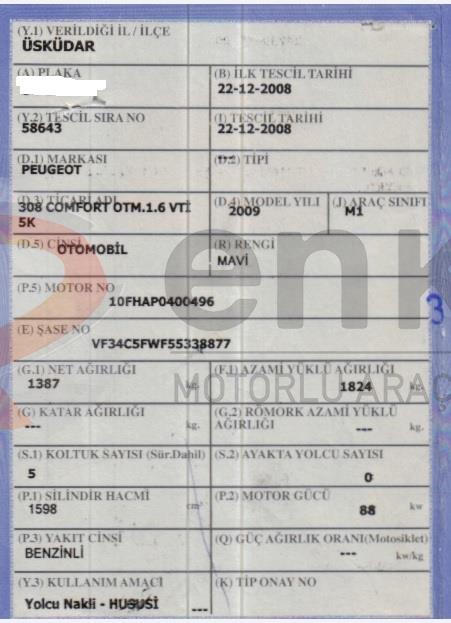 (Y.1) VERİLDİĞİ İL / İLÇE
ÜSKÜDAR
(A) PLAKA
(B) İLK TESCİL TARİHİ
22-12-2008
(Y.2) TESCİL SIRA NO
58643
(I) TESCİL TARİHİ
22-12-2008
(D.1) MARKASI
PEUGEOT
(D.2) TİPİ
(D.3) TİCARİ ADI
308 COMFORT OTM.1.6 VTİ
5K
(D.4) MODEL YILI
2009
(J) ARAÇ SINIFI
M1
(D.5) CİNSİ
OTOMOBİL
(R) RENGİ
MAVİ
(P.5) MOTOR NO
10FHAP0400496
(E) ŞASE NO
VF34C5FWF55338877
(G.1) NET AĞIRLIĞI
1387 kg.
(F.1) AZAMİ YÜKLÜ AĞIRLIĞI
1824 kg.
(G) KATAR AĞIRLIĞI
--- kg.
(G.2) RÖMORK AZAMİ YÜKLÜ
AĞIRLIĞI --- kg.
(S.1) KOLTUK SAYISI (Sür.Dahil)
5
(S.2) AYAKTA YOLCU SAYISI
0
(P.1) SİLİNDİR HACMİ
1598 cm³
(P.2) MOTOR GÜCÜ
88 kw
(P.3) YAKIT CİNSİ
BENZİNLİ
(Q) GÜÇ AĞIRLIK ORANI(Motosiklet)
--- kw/kg
(Y.3) KULLANIM AMACI
Yolcu Nakli - HUSUSİ ---
(K) TİP ONAY NO
enk
MOTORLU ARAÇ
3